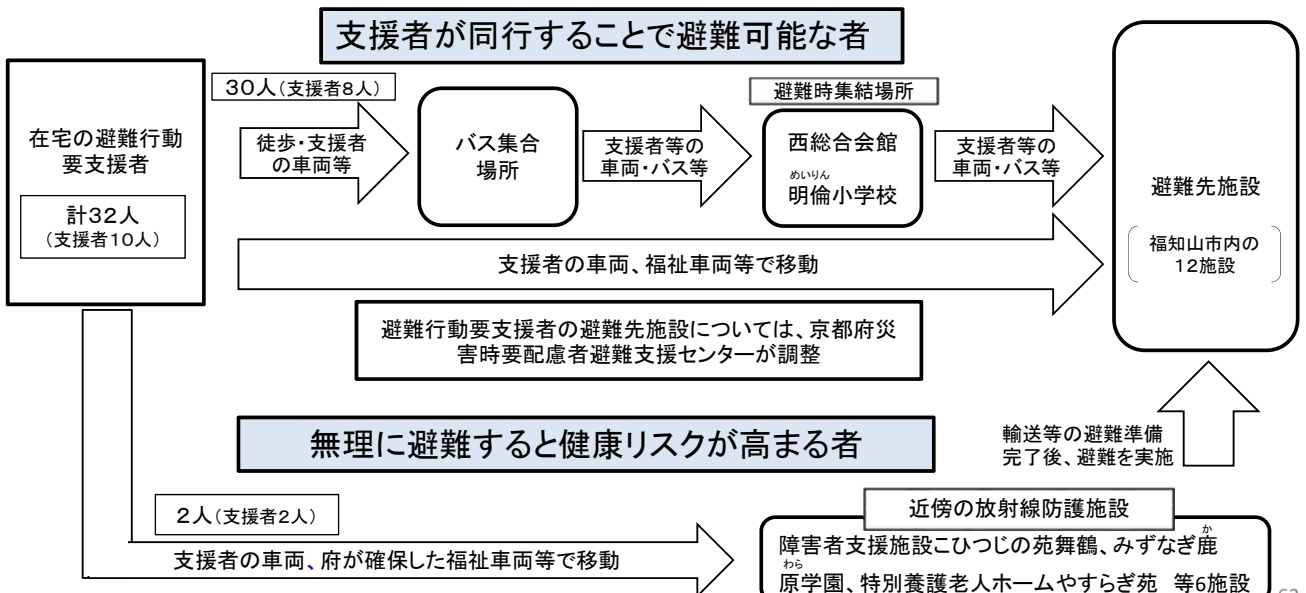 支援者が同行することで避難可能な者
在宅の避難行動
要支援者
計32人
(支援者10人)
30人(支援者8人)
徒歩・支援者
の車両等
バス集合
場所
支援者等の
車両・バス等
避難時集結場所
西総合会館
めいりん
明倫小学校
支援者等の
車両・バス等
避難先施設
福知山市内の
12施設
支援者の車両、福祉車両等で移動
避難行動要支援者の避難先施設については、京都府災
害時要配慮者避難支援センターが調整
無理に避難すると健康リスクが高まる者
輸送等の避難準備
完了後、避難を実施
2人(支援者2人)
支援者の車両、府が確保した福祉車両等で移動
近傍の放射線防護施設
か
障害者支援施設こひつじの苑舞鶴、みずなぎ鹿
わら
原学園、特別養護老人ホームやすらぎ苑 等6施設